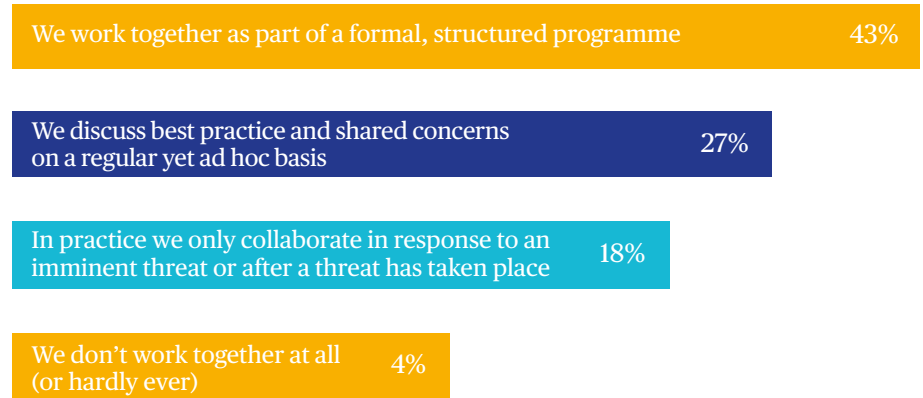 We work together as part of a formal, structured programme 43%
We discuss best practice and shared concerns
on a regular yet ad hoc basis 27%
In practice we only collaborate in response to an
imminent threat or after a threat has taken place 18%
We don’t work together at all
(or hardly ever) 4%